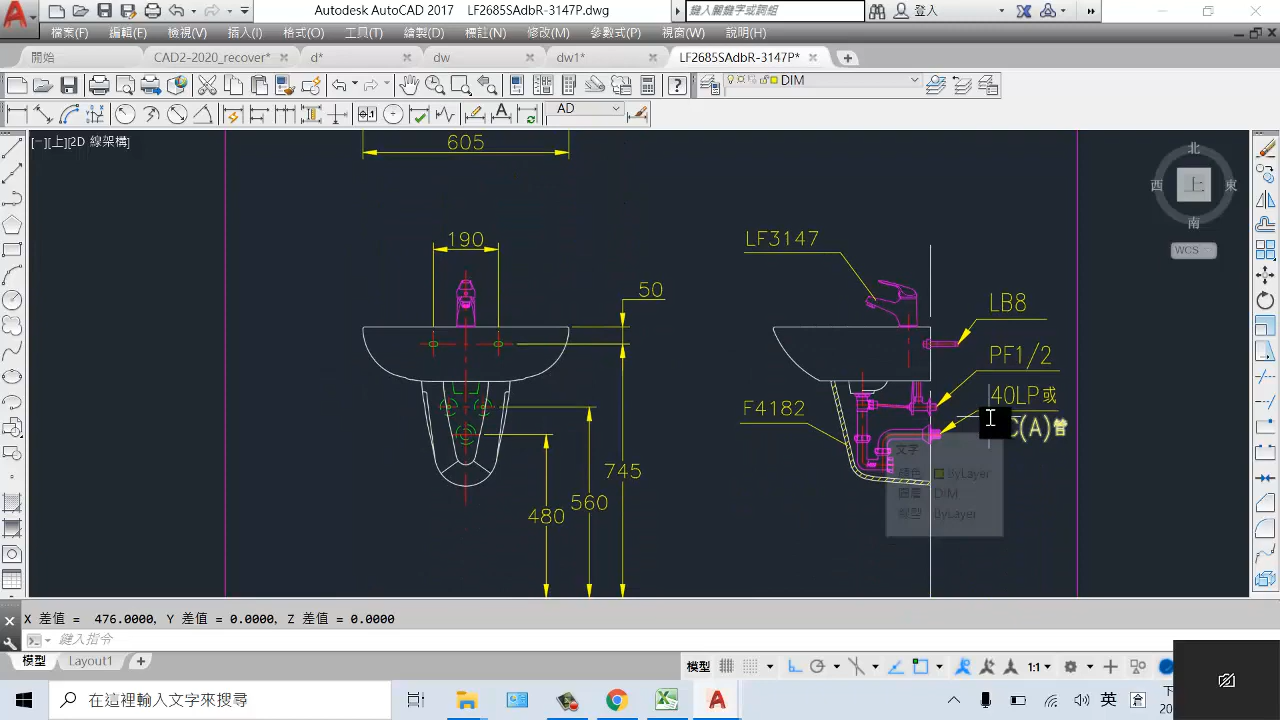 Autodesk AutoCAD 2017 LF2685SAdbR-3147P.dwg
鍵入關鍵字或詞組
登入
檔案(F) 編輯(E) 檢視(V) 插入(I) 格式(O) 工具(T) 繪製(D) 標註(N) 修改(M) 參數式(P) 視窗(W) 說明(H)
開始 CAD2-2020_recover* d* dw dw1* LF2685SAdbR-3147P*
DIM
AD
[−][上][2D 線架構]
605
北
西 上 東
南
WCS
190
LF3147
50
LB8
PF1/2
40LP或
F4182
C(A)管
文字
顏色 ByLayer
圖層 DIM
線型 ByLayer
745
560
480
X 差值 = 476.0000, Y 差值 = 0.0000, Z 差值 = 0.0000
鍵入指令
模型 Layout1
模型
1:1
在這裡輸入文字來搜尋
英
下
20